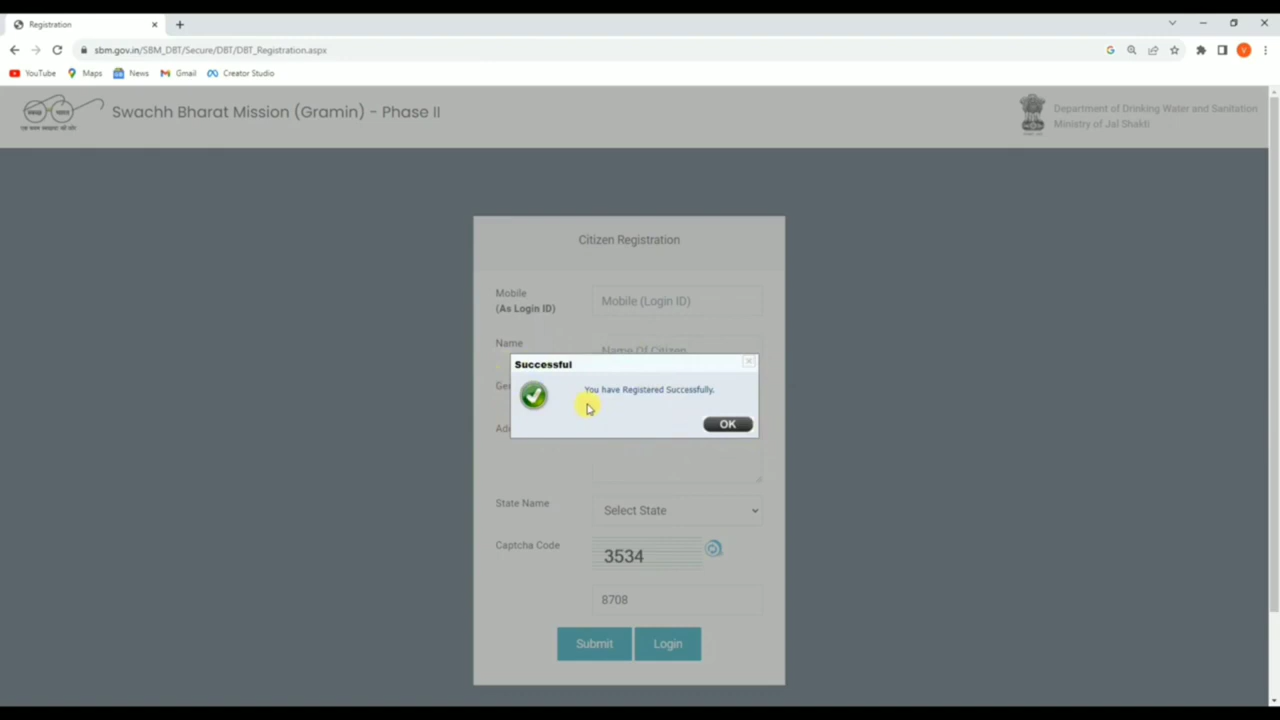 Registration
sbm.gov.in/SBM_DBT/Secure/DBT/DBT_Registration.aspx
G
V
YouTube
Maps
News
Gmail
Creator Studio
Swachh Bharat Mission (Gramin) - Phase II
Department of Drinking Water and Sanitation
Ministry of Jal Shakti
Citizen Registration
Mobile
(As Login ID)
Mobile (Login ID)
Name
Name Of Citizen
Successful
You have Registered Successfully.
OK
State Name
Select State
Captcha Code
3534
8708
Submit
Login